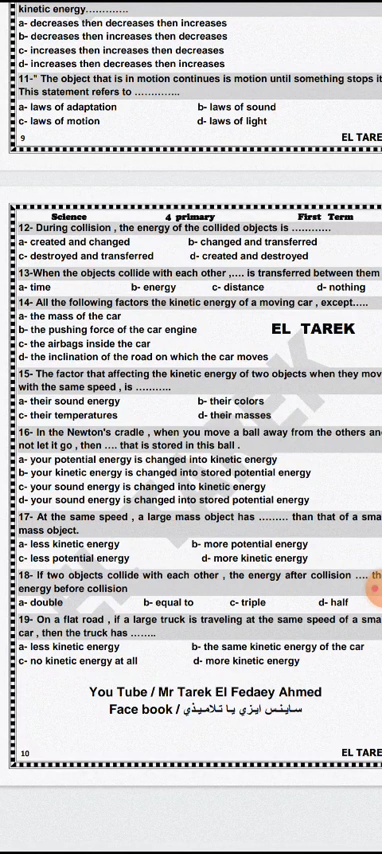 kinetic energy.............
a- decreases then decreases then increases
b- decreases then increases then decreases
c- increases then increases then decreases
d- increases then decreases then increases
11-" The object that is in motion continues is motion until something stops it
This statement refers to ..............
a- laws of adaptation b- laws of sound
c- laws of motion d- laws of light
9 EL TARE
Science 4 primary First Term
12- During collision , the energy of the collided objects is ............
a- created and changed b- changed and transferred
c- destroyed and transferred d- created and destroyed
13-When the objects collide with each other ,.... is transferred between them
a- time b- energy c- distance d- nothing
14- All the following factors the kinetic energy of a moving car , except.....
a- the mass of the car
b- the pushing force of the car engine EL TAREK
c- the airbags inside the car
d- the inclination of the road on which the car moves
15- The factor that affecting the kinetic energy of two objects when they mov
with the same speed , is ...........
a- their sound energy b- their colors
c- their temperatures d- their masses
16- In the Newton's cradle , when you move a ball away from the others an
not let it go , then .... that is stored in this ball .
a- your potential energy is changed into kinetic energy
b- your kinetic energy is changed into stored potential energy
c- your sound energy is changed into kinetic energy
d- your sound energy is changed into stored potential energy
17- At the same speed , a large mass object has ......... than that of a sma
mass object.
a- less kinetic energy b- more potential energy
c- less potential energy d- more kinetic energy
18- If two objects collide with each other , the energy after collision .... th
energy before collision
a- double b- equal to c- triple d- half
19- On a flat road , if a large truck is traveling at the same speed of a sma
car , then the truck has ........
a- less kinetic energy b- the same kinetic energy of the car
c- no kinetic energy at all d- more kinetic energy
You Tube / Mr Tarek El Fedaey Ahmed
Face book / ساينس ايزي يا تلاميذي
10 EL TARE